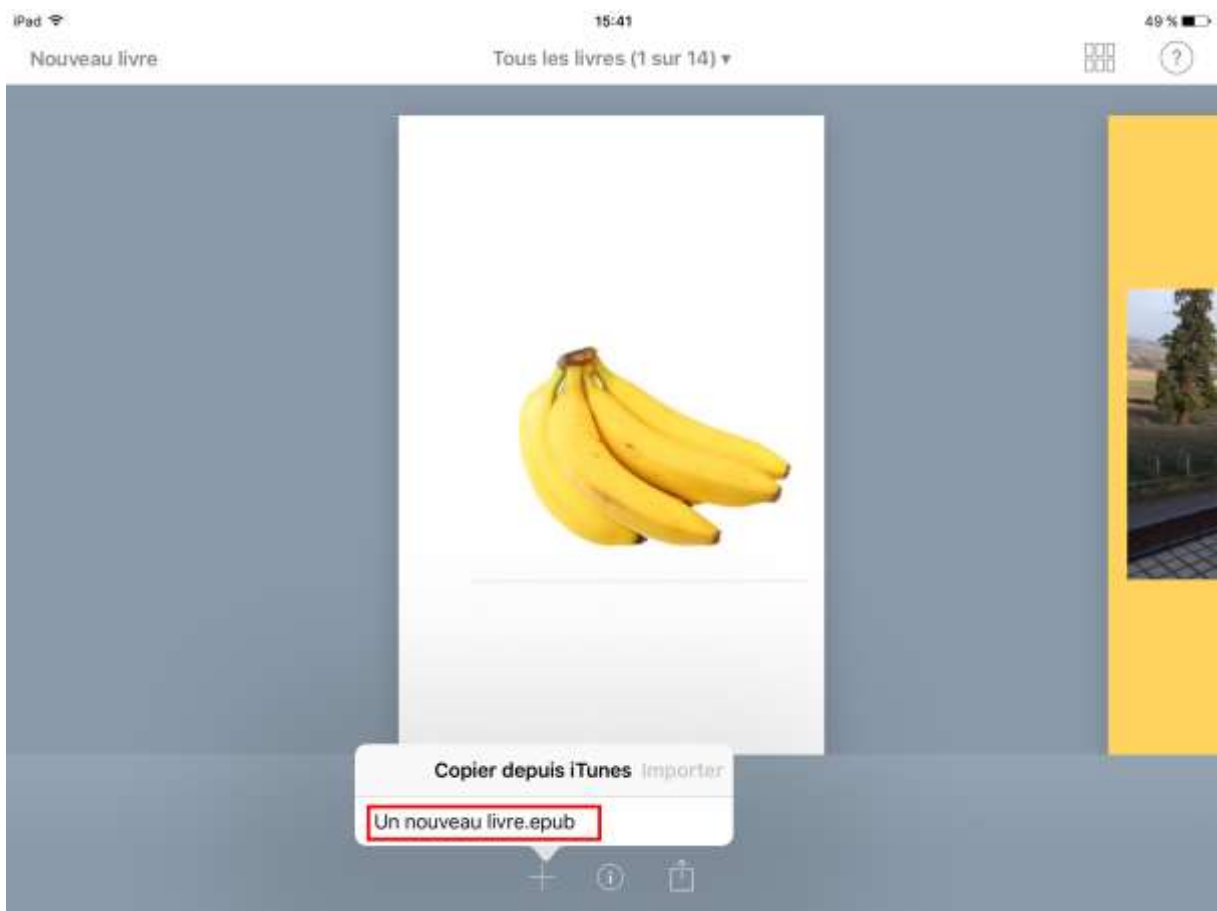 iPad
15:41
49 %
Nouveau livre
Tous les livres (1 sur 14) ▾
?
Copier depuis iTunes Importer
Un nouveau livre.epub